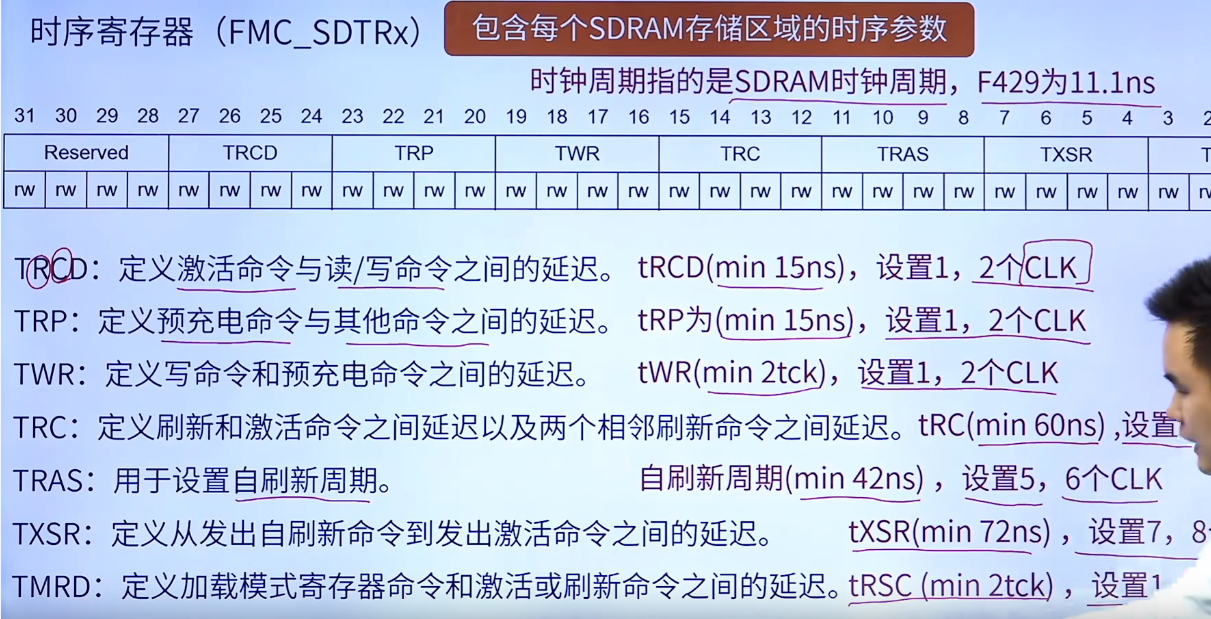 时序寄存器（FMC_SDTRx） 包含每个SDRAM存储区域的时序参数
时钟周期指的是SDRAM时钟周期，F429为11.1ns
31 30 29 28 27 26 25 24 23 22 21 20 19 18 17 16 15 14 13 12 11 10 9 8 7 6 5 4 3 2
Reserved TRCD TRP TWR TRC TRAS TXSR T
rw rw rw rw rw rw rw rw rw rw rw rw rw rw rw rw rw rw rw rw rw rw rw rw rw rw rw rw rw rw
TRCD：定义激活命令与读/写命令之间的延迟。 tRCD(min 15ns)，设置1，2个CLK
TRP：定义预充电命令与其他命令之间的延迟。 tRP为(min 15ns)，设置1，2个CLK
TWR：定义写命令和预充电命令之间的延迟。 tWR(min 2tck)，设置1，2个CLK
TRC：定义刷新和激活命令之间延迟以及两个相邻刷新命令之间延迟。tRC(min 60ns) ,设置
TRAS：用于设置自刷新周期。 自刷新周期(min 42ns) ，设置5，6个CLK
TXSR：定义从发出自刷新命令到发出激活命令之间的延迟。 tXSR(min 72ns) ，设置7，8
TMRD：定义加载模式寄存器命令和激活或刷新命令之间的延迟。tRSC (min 2tck) ，设置1